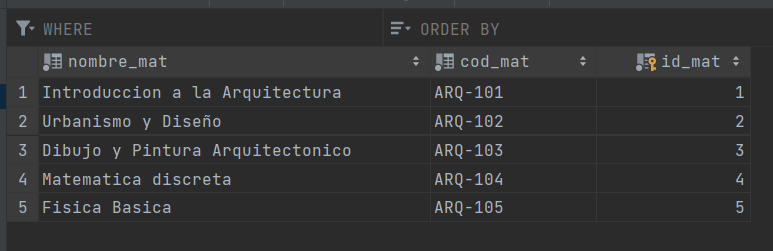 WHERE ORDER BY
nombre_mat cod_mat id_mat
1 Introduccion a la Arquitectura ARQ-101 1
2 Urbanismo y Diseño ARQ-102 2
3 Dibujo y Pintura Arquitectonico ARQ-103 3
4 Matematica discreta ARQ-104 4
5 Fisica Basica ARQ-105 5